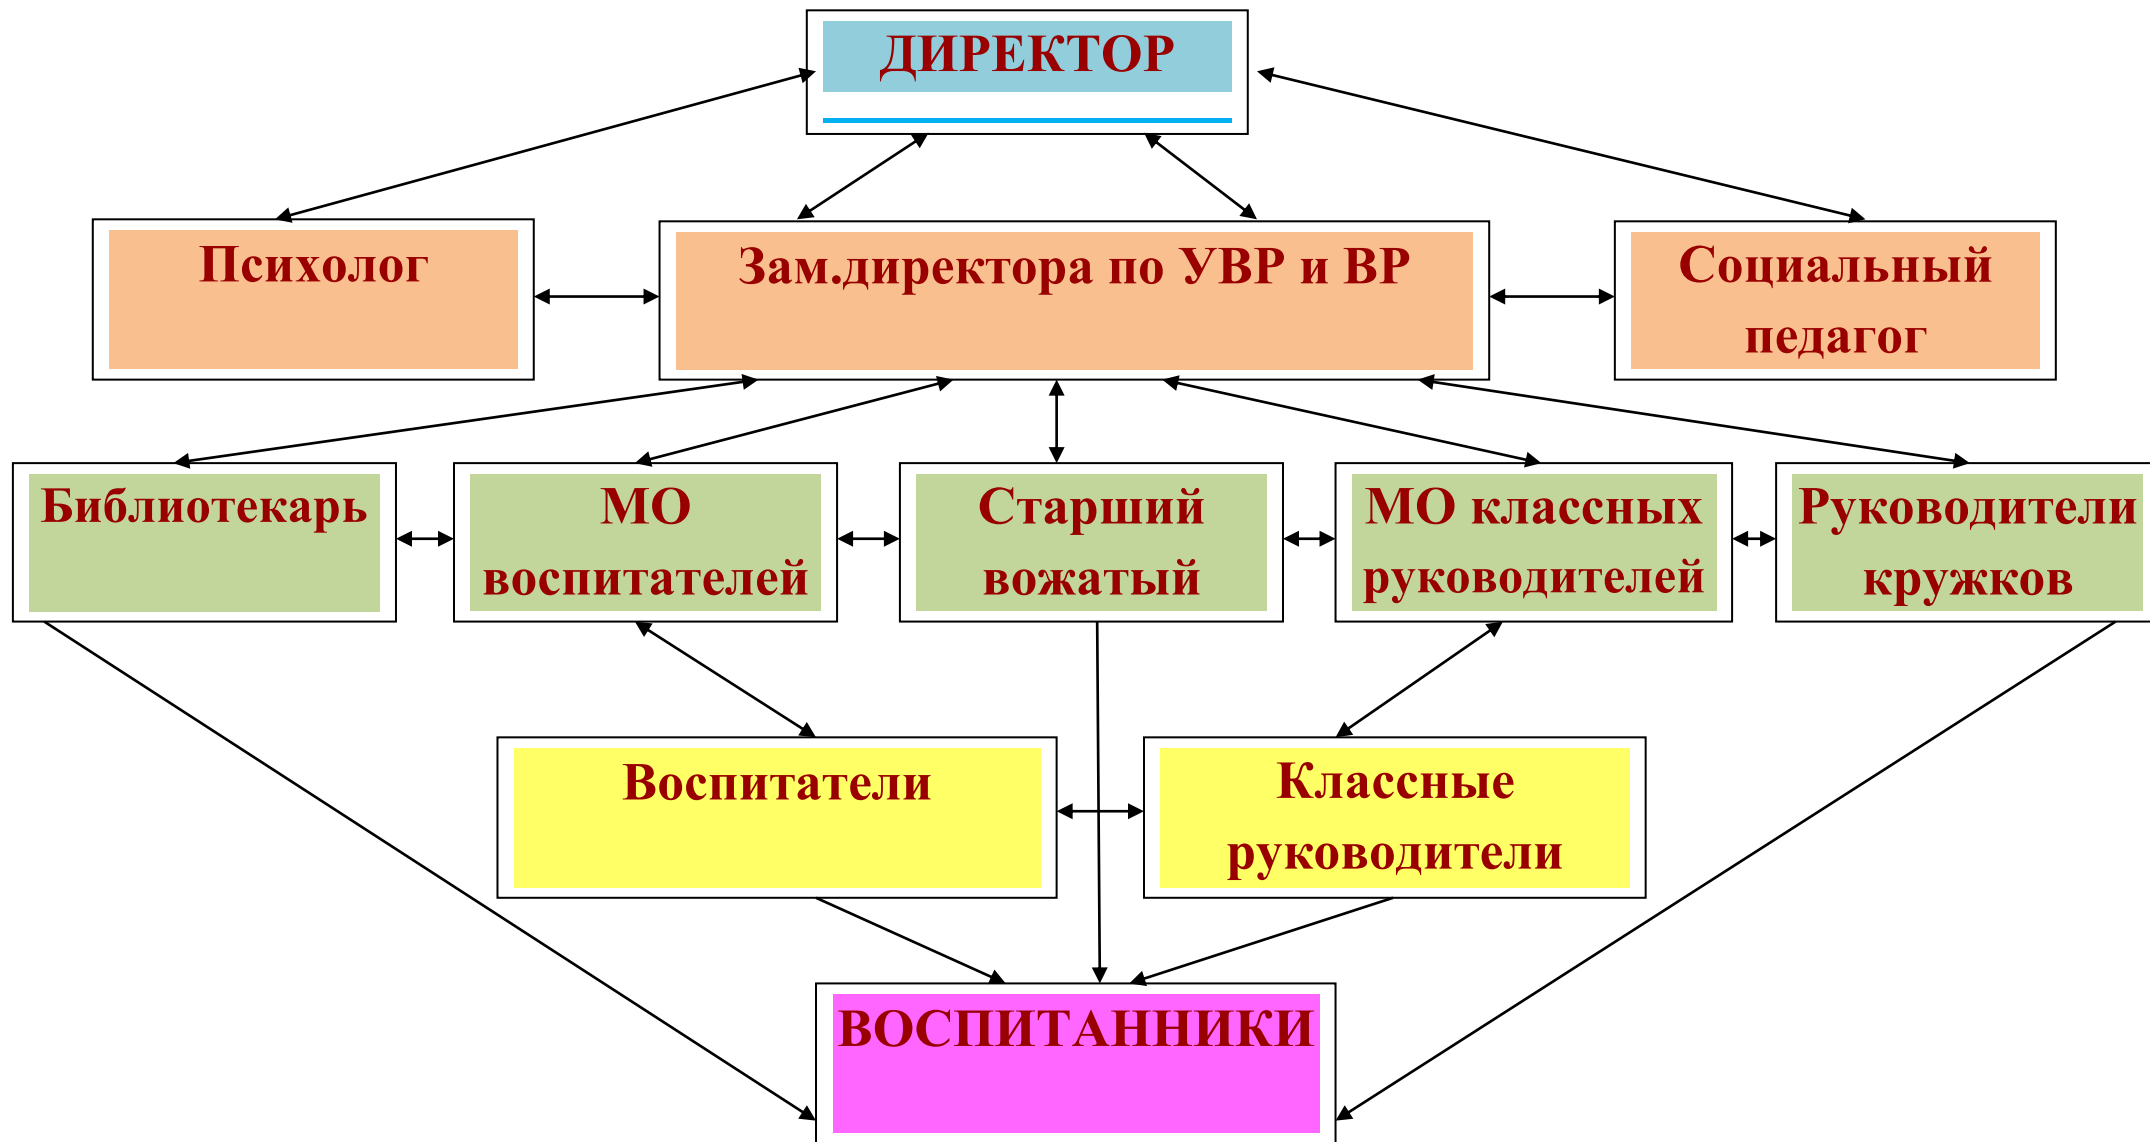 ДИРЕКТОР
Психолог
Зам.директора по УВР и ВР
Социальный
педагог
Библиотекарь
МО
воспитателей
Старший
вожатый
МО классных
руководителей
Руководители
кружков
Воспитатели
Классные
руководители
ВОСПИТАННИКИ